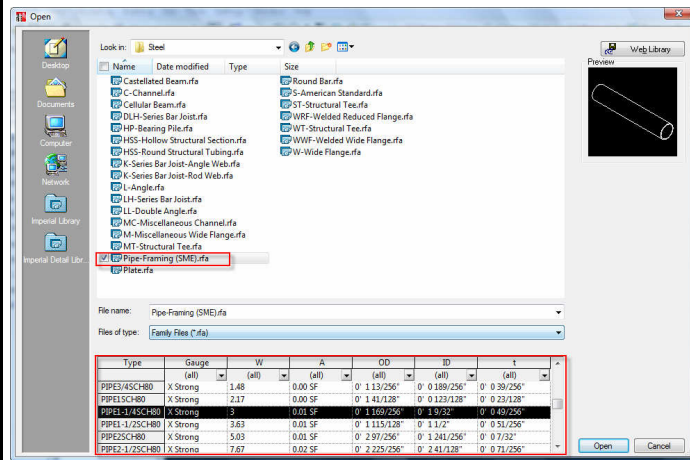 Open
Look in: Steel
Web Library
Preview
Desktop
Documents
Computer
Network
Imperial Library
Imperial Detail Libr...
Name Date modified Type Size
Castellated Beam.rfa
C-Channel.rfa
Cellular Beam.rfa
DLH-Series Bar Joist.rfa
HP-Bearing Pile.rfa
HSS-Hollow Structural Section.rfa
HSS-Round Structural Tubing.rfa
K-Series Bar Joist-Angle Web.rfa
K-Series Bar Joist-Rod Web.rfa
L-Angle.rfa
LH-Series Bar Joist.rfa
LL-Double Angle.rfa
MC-Miscellaneous Channel.rfa
M-Miscellaneous Wide Flange.rfa
MT-Structural Tee.rfa
Pipe-Framing (SME).rfa
Plate.rfa
Round Bar.rfa
S-American Standard.rfa
ST-Structural Tee.rfa
WRF-Welded Reduced Flange.rfa
WT-Structural Tee.rfa
WWF-Welded Wide Flange.rfa
W-Wide Flange.rfa
File name: Pipe-Framing (SME).rfa
Files of type: Family Files (*.rfa)
Type Gauge W A OD ID t
(all) (all) (all) (all) (all) (all)
PIPE3/4SCH80 X Strong 1.48 0.00 SF 0' 1 13/256" 0' 0 189/256" 0' 0 39/256"
PIPE1SCH80 X Strong 2.17 0.00 SF 0' 1 41/128" 0' 0 123/128" 0' 0 23/128"
PIPE1-1/4SCH80 X Strong 3 0.01 SF 0' 1 169/256" 0' 1 9/32" 0' 0 49/256"
PIPE1-1/2SCH80 X Strong 3.63 0.01 SF 0' 1 115/128" 0' 1 1/2" 0' 0 51/256"
PIPE2SCH80 X Strong 5.03 0.01 SF 0' 2 97/256" 0' 1 241/256" 0' 0 7/32"
PIPE2-1/2SCH80 X Strong 7.67 0.02 SF 0' 2 225/256" 0' 2 41/128" 0' 0 71/256"
Open Cancel